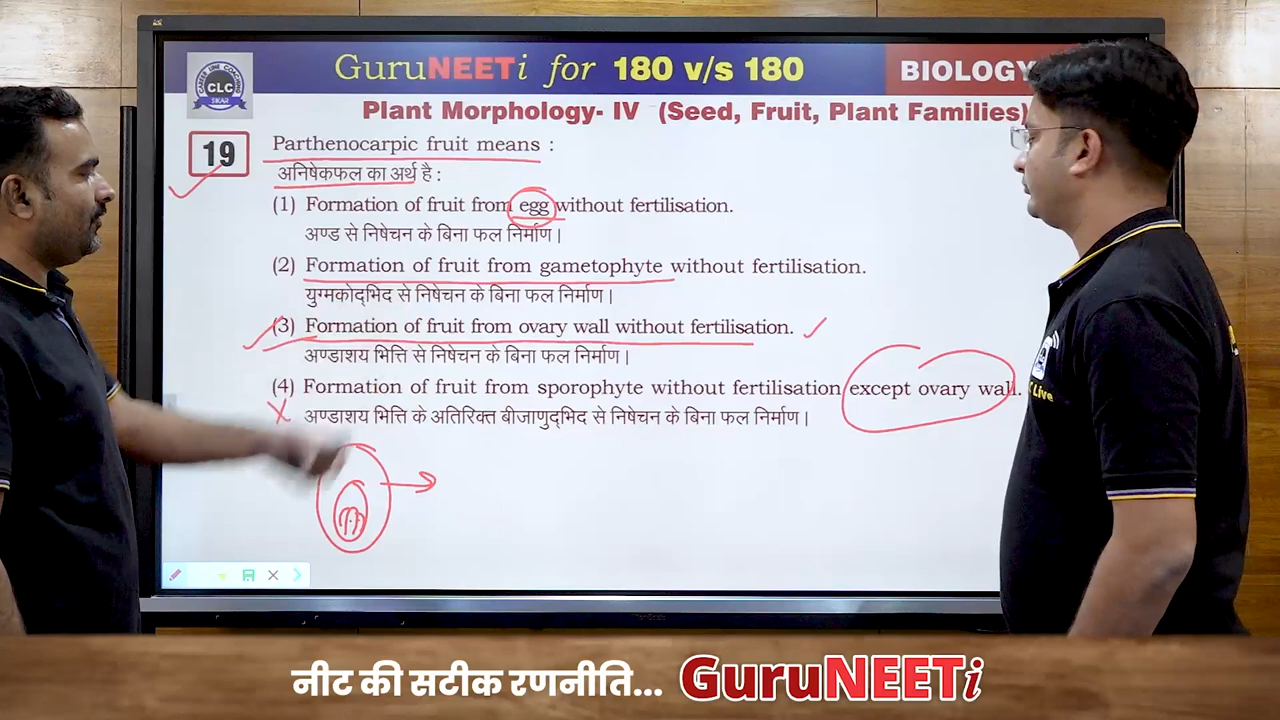 GuruNEETi for 180 v/s 180
BIOLOGY
CLC
SIKAR
Plant Morphology- IV (Seed, Fruit, Plant Families)
19
Parthenocarpic fruit means :
अनिषेकफल का अर्थ है :
(1) Formation of fruit from egg without fertilisation.
अण्ड से निषेचन के बिना फल निर्माण।
(2) Formation of fruit from gametophyte without fertilisation.
युग्मकोद्भिद से निषेचन के बिना फल निर्माण।
(3) Formation of fruit from ovary wall without fertilisation.
अण्डाशय भित्ति से निषेचन के बिना फल निर्माण।
(4) Formation of fruit from sporophyte without fertilisation except ovary wall.
अण्डाशय भित्ति के अतिरिक्त बीजाणुद्भिद से निषेचन के बिना फल निर्माण।
Live
नीट की सटीक रणनीति... GuruNEETi